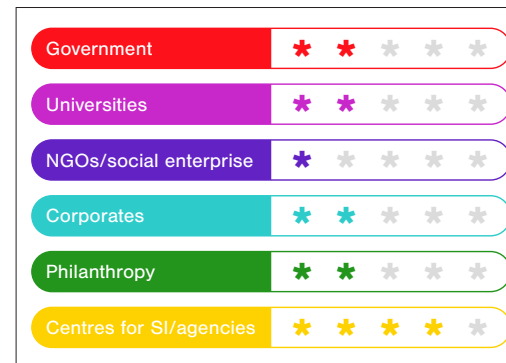 Government * * * * *
Universities * * * * *
NGOs/social enterprise * * * * *
Corporates * * * * *
Philanthropy * * * * *
Centres for SI/agencies * * * * *